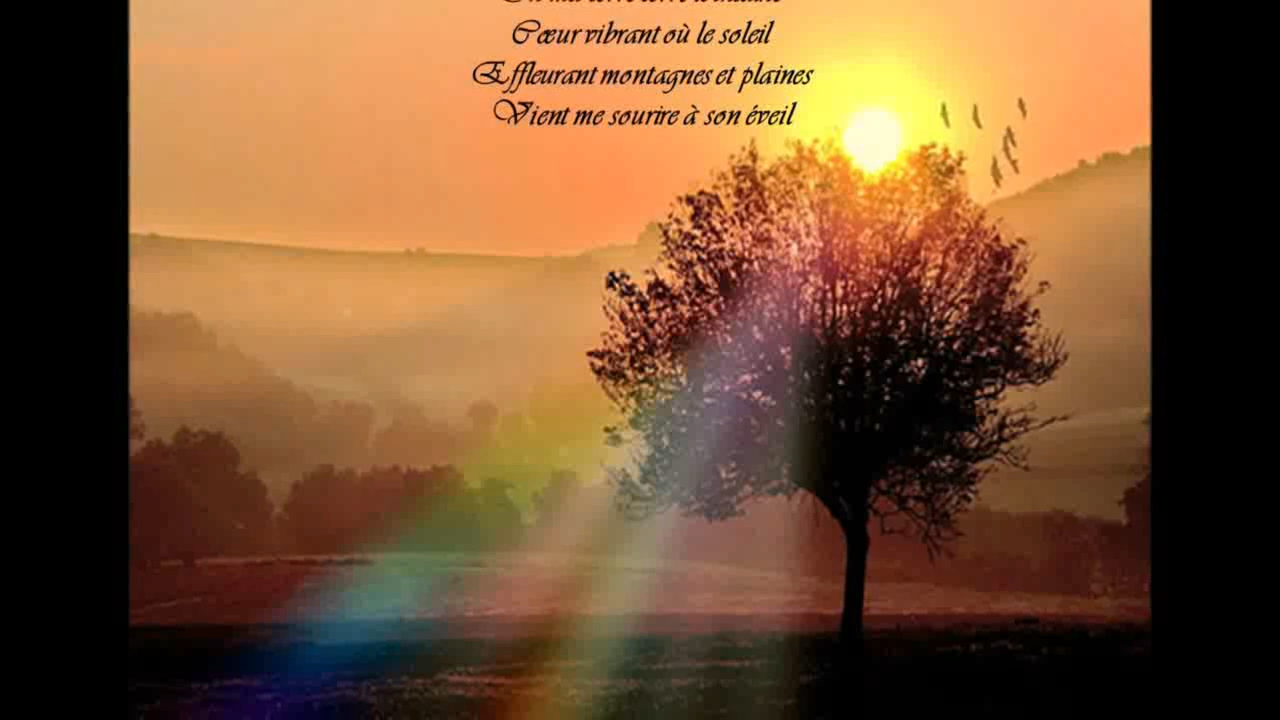 Cœur vibrant où le soleil
Effleurant montagnes et plaines
Vient me sourire à son éveil